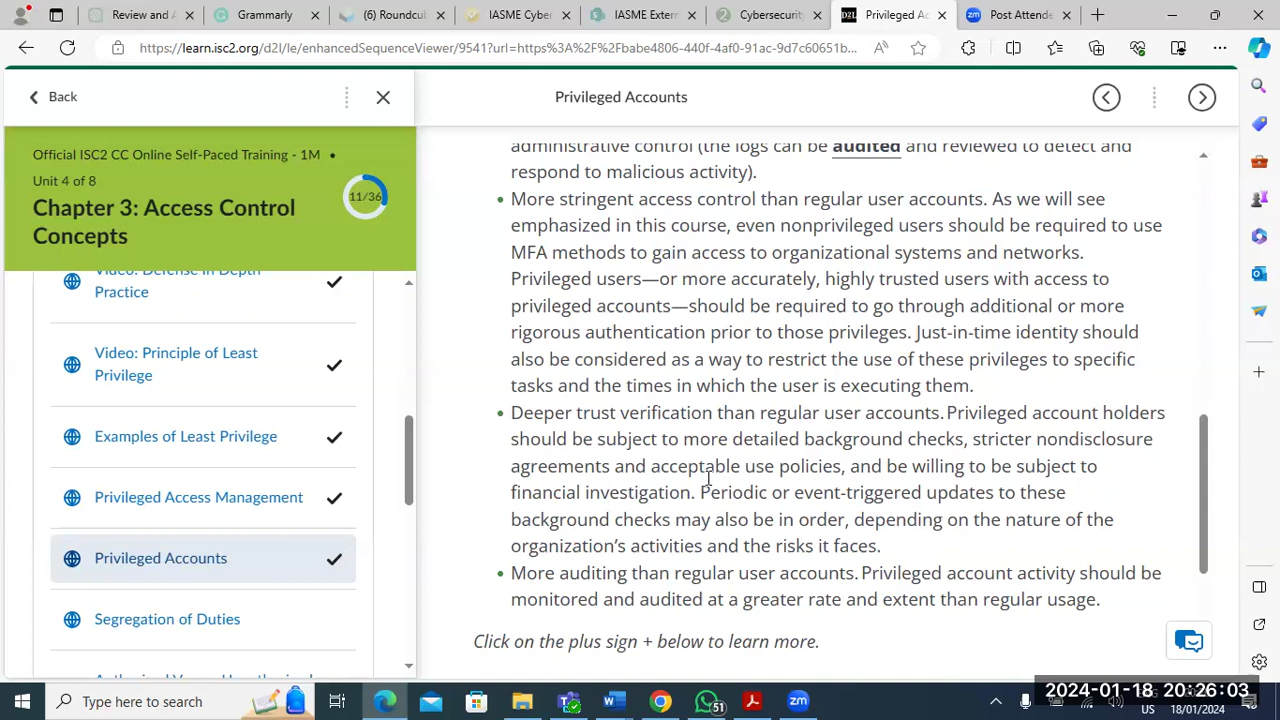 Review and A
Grammarly
(6) Roundcub
IASME Cyber
IASME Exter
Cybersecurity
D2L
Privileged Ac
Post Attende
https://learn.isc2.org/d2l/le/enhancedSequenceViewer/9541?url=https%3A%2F%2Fbabe4806-440f-4af0-91ac-9d7c60651b...
Back
Privileged Accounts
Official ISC2 CC Online Self-Paced Training - 1M •
Unit 4 of 8
Chapter 3: Access Control
Concepts
11/36
Video: Defense in Depth
Practice
Video: Principle of Least
Privilege
Examples of Least Privilege
Privileged Access Management
Privileged Accounts
Segregation of Duties
administrative control (the logs can be audited and reviewed to detect and
respond to malicious activity).
• More stringent access control than regular user accounts. As we will see
emphasized in this course, even nonprivileged users should be required to use
MFA methods to gain access to organizational systems and networks.
Privileged users—or more accurately, highly trusted users with access to
privileged accounts—should be required to go through additional or more
rigorous authentication prior to those privileges. Just-in-time identity should
also be considered as a way to restrict the use of these privileges to specific
tasks and the times in which the user is executing them.
• Deeper trust verification than regular user accounts. Privileged account holders
should be subject to more detailed background checks, stricter nondisclosure
agreements and acceptable use policies, and be willing to be subject to
financial investigation. Periodic or event-triggered updates to these
background checks may also be in order, depending on the nature of the
organization’s activities and the risks it faces.
• More auditing than regular user accounts. Privileged account activity should be
monitored and audited at a greater rate and extent than regular usage.
Click on the plus sign + below to learn more.
Type here to search
51
2024-01-18 20:26:03
US
18/01/2024